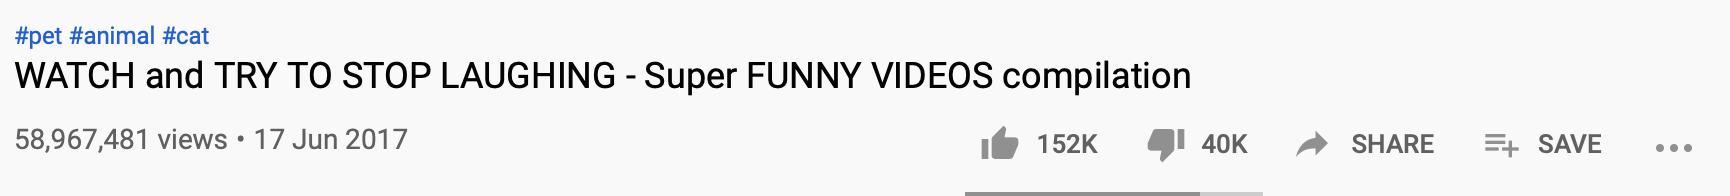 #pet #animal #cat
WATCH and TRY TO STOP LAUGHING - Super FUNNY VIDEOS compilation
58,967,481 views • 17 Jun 2017
152K 40K SHARE SAVE